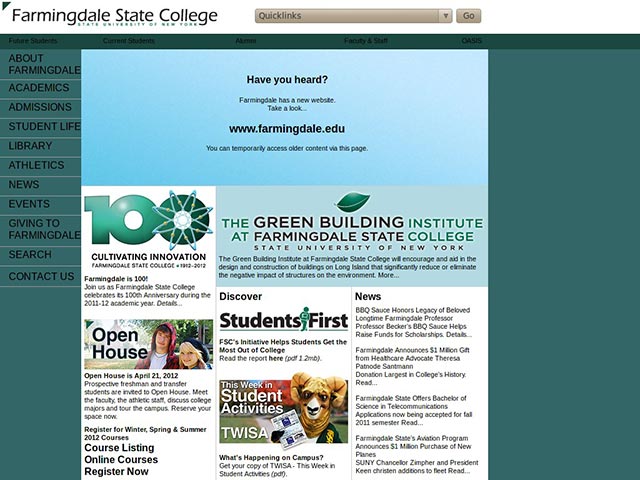 Farmingdale State College
STATE UNIVERSITY OF NEW YORK
Quicklinks
Go
Future Students
Current Students
Alumni
Faculty & Staff
OASIS
ABOUT
FARMINGDALE
ACADEMICS
ADMISSIONS
STUDENT LIFE
LIBRARY
ATHLETICS
NEWS
EVENTS
GIVING TO
FARMINGDALE
SEARCH
CONTACT US
Have you heard?
Farmingdale has a new website.
Take a look...
www.farmingdale.edu
You can temporarily access older content via this page.
100
CULTIVATING INNOVATION
FARMINGDALE STATE COLLEGE • 1912-2012
Farmingdale is 100!
Join us as Farmingdale State College
celebrates its 100th Anniversary during the
2011-12 academic year. Details...
THE GREEN BUILDING INSTITUTE
AT FARMINGDALE STATE COLLEGE
STATE UNIVERSITY OF NEW YORK
The Green Building Institute at Farmingdale State College will encourage and aid in the
design and construction of buildings on Long Island that significantly reduce or eliminate
the negative impact of structures on the environment. More...
Open
House
Open House is April 21, 2012
Prospective freshman and transfer
students are invited to Open House. Meet
the faculty, the athletic staff, discuss college
majors and tour the campus. Reserve your
space now.
Register for Winter, Spring & Summer
2012 Courses
Course Listing
Online Courses
Register Now
Discover
Students First
FSC's Initiative Helps Students Get the
Most Out of College
Read the report here (pdf 1.2mb).
This Week in
Student
Activities
TWISA
What's Happening on Campus?
Get your copy of TWISA - This Week in
Student Activities (pdf).
News
BBQ Sauce Honors Legacy of Beloved
Longtime Farmingdale Professor
Professor Becker's BBQ Sauce Helps
Raise Funds for Scholarships. Details...
Farmingdale Announces $1 Million Gift
from Healthcare Advocate Theresa
Patnode Santmann
Donation Largest in College's History.
Read...
Farmingdale State Offers Bachelor of
Science in Telecommunications
Applications now being accepted for fall
2011 semester Read...
Farmingdale State's Aviation Program
Announces $1 Million Purchase of New
Planes
SUNY Chancellor Zimpher and President
Keen christen additions to fleet Read...